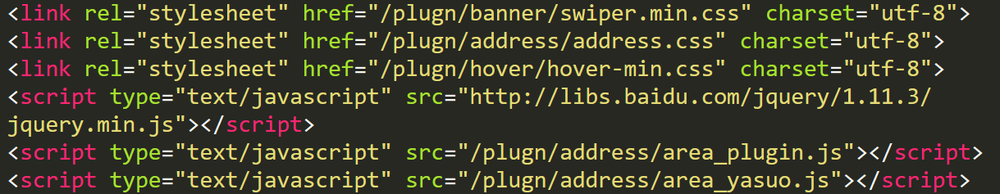 <link rel="stylesheet" href="/plugn/banner/swiper.min.css" charset="utf-8">
<link rel="stylesheet" href="/plugn/address/address.css" charset="utf-8">
<link rel="stylesheet" href="/plugn/hover/hover-min.css" charset="utf-8">
<script type="text/javascript" src="http://libs.baidu.com/jquery/1.11.3/
jquery.min.js"></script>
<script type="text/javascript" src="/plugn/address/area_plugin.js"></script>
<script type="text/javascript" src="/plugn/address/area_yasuo.js"></script>